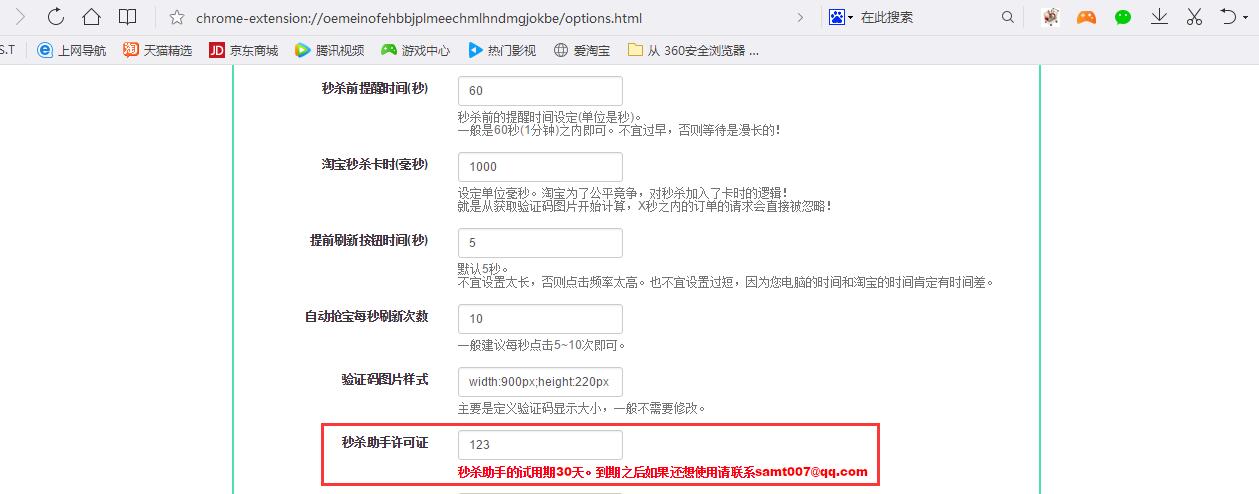 chrome-extension://oemeinofehbbjplmeechmlhndmgjokbe/options.html
在此搜索
S.T
上网导航
淘 天猫精选
JD 京东商城
腾讯视频
游戏中心
热门影视
爱淘宝
从 360安全浏览器 ...
秒杀前提醒时间(秒)
60
秒杀前的提醒时间设定(单位是秒)。
一般是60秒(1分钟)之内即可。不宜过早，否则等待是漫长的！
淘宝秒杀卡时(毫秒)
1000
设定单位毫秒。淘宝为了公平竞争，对秒杀加入了卡时的逻辑！
就是从获取验证码图片开始计算，X秒之内的订单的请求会直接被忽略！
提前刷新按钮时间(秒)
5
默认5秒。
不宜设置太长，否则点击频率太高。也不宜设置过短，因为您电脑的时间和淘宝的时间肯定有时间差。
自动抢宝每秒刷新次数
10
一般建议每秒点击5~10次即可。
验证码图片样式
width:900px;height:220px
主要是定义验证码显示大小，一般不需要修改。
秒杀助手许可证
123
秒杀助手的试用期30天。到期之后如果还想使用请联系samt007@qq.com